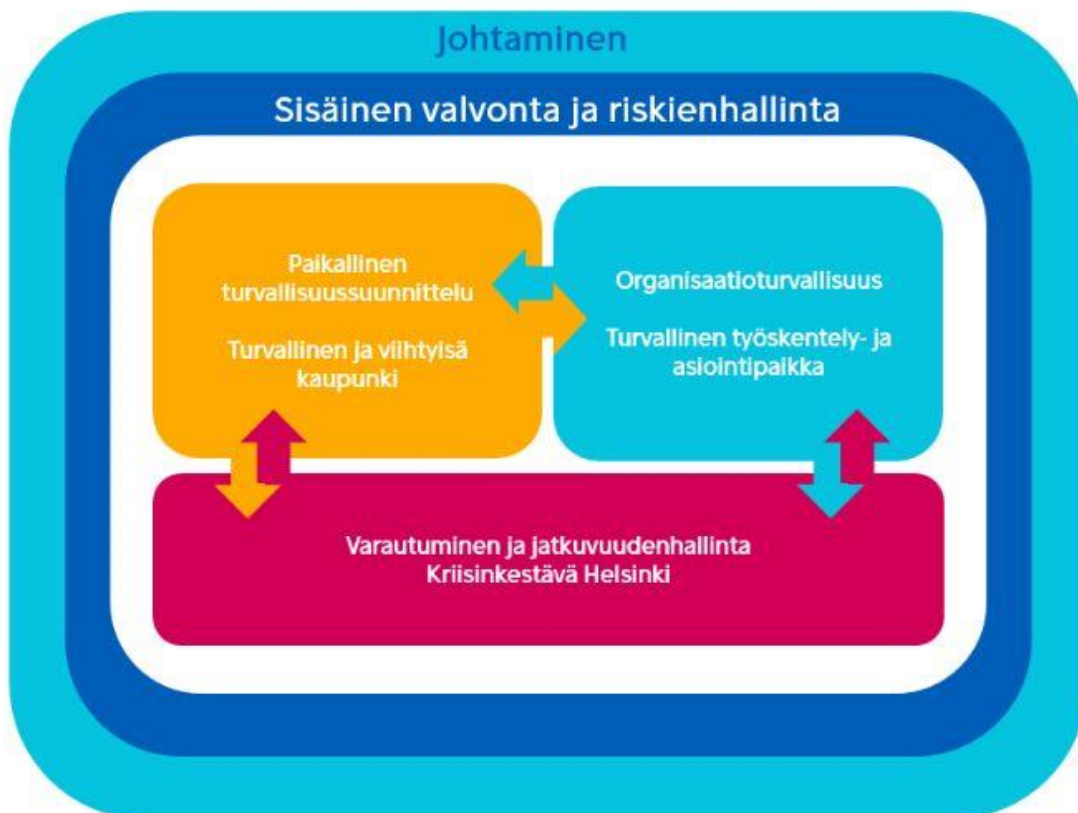 Johtaminen
Sisäinen valvonta ja riskienhallinta
Paikallinen
turvallisuussuunnittelu
Turvallinen ja viihtyisä
kaupunki
Organisaatioturvallisuus
Turvallinen työskentely- ja
asiointipaikka
Varautuminen ja jatkuvuudenhallinta
Kriisinkestävä Helsinki